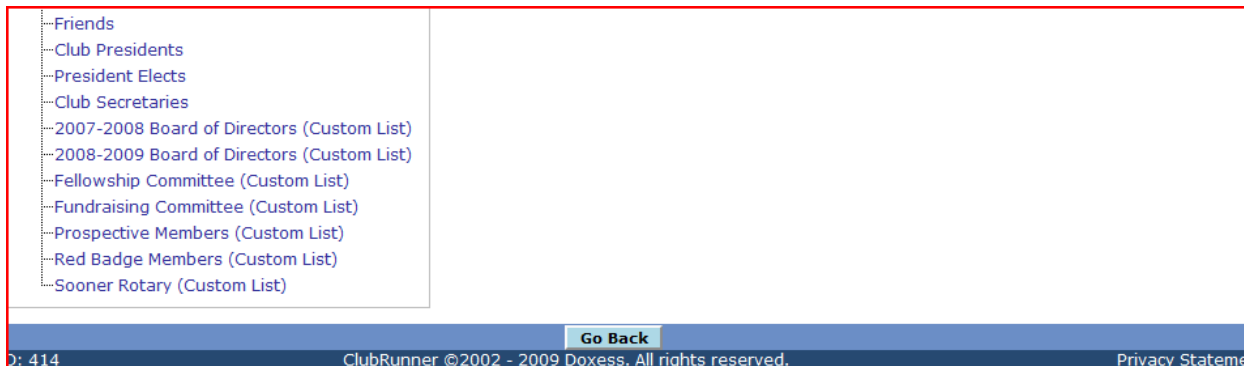 Friends
Club Presidents
President Elects
Club Secretaries
2007-2008 Board of Directors (Custom List)
2008-2009 Board of Directors (Custom List)
Fellowship Committee (Custom List)
Fundraising Committee (Custom List)
Prospective Members (Custom List)
Red Badge Members (Custom List)
Sooner Rotary (Custom List)
Go Back
D: 414 ClubRunner ©2002 - 2009 Doxess. All rights reserved. Privacy Stateme